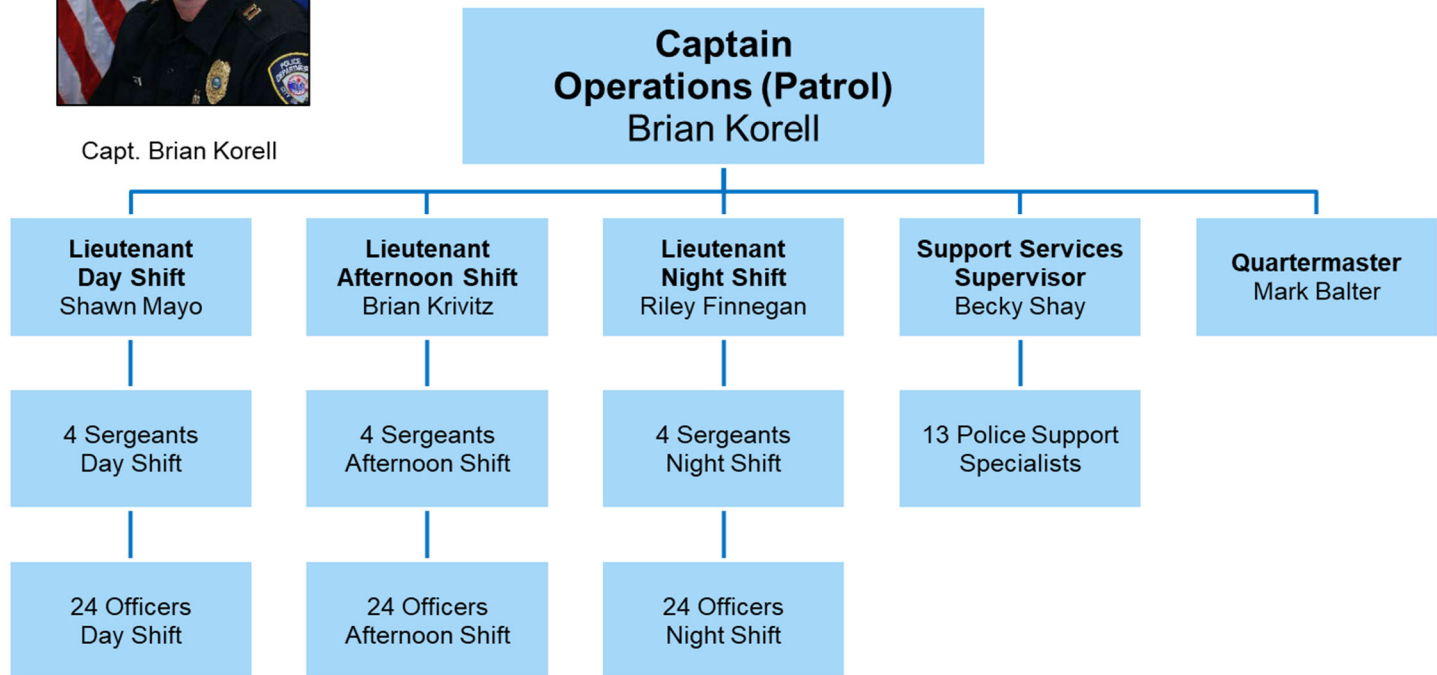 POLICE
DEPARTMENT
Capt. Brian Korell
Captain
Operations (Patrol)
Brian Korell
Lieutenant
Day Shift
Shawn Mayo
Lieutenant
Afternoon Shift
Brian Krivitz
Lieutenant
Night Shift
Riley Finnegan
Support Services
Supervisor
Becky Shay
Quartermaster
Mark Balter
4 Sergeants
Day Shift
4 Sergeants
Afternoon Shift
4 Sergeants
Night Shift
13 Police Support
Specialists
24 Officers
Day Shift
24 Officers
Afternoon Shift
24 Officers
Night Shift